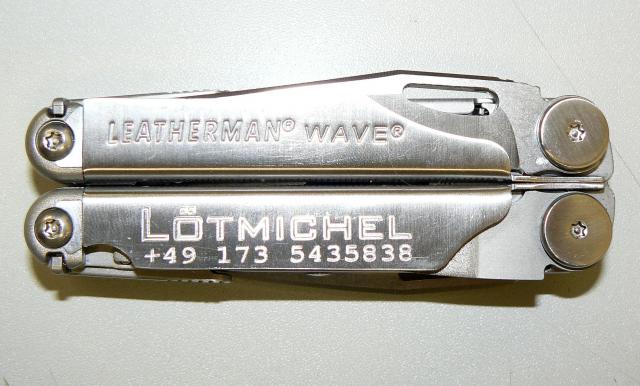 LEATHERMAN® WAVE®
LÖTMICHEL
+49 173 5435838